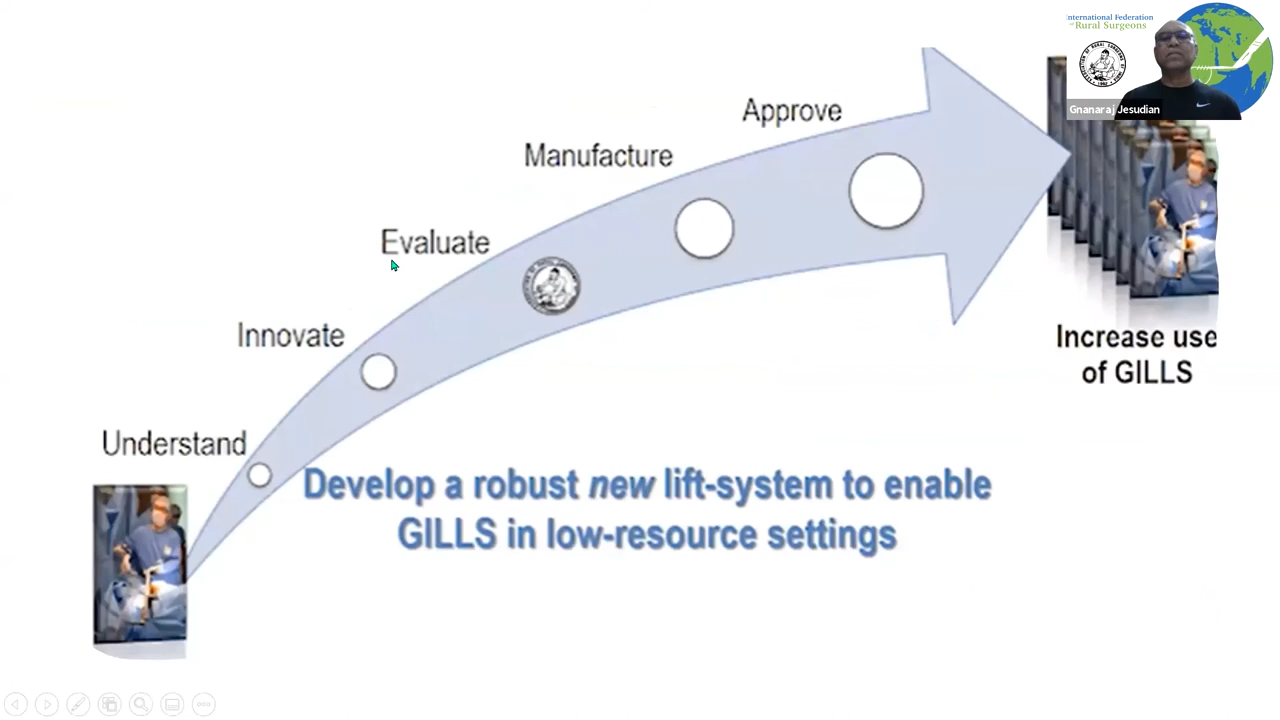 International Federation
of Rural Surgeons
Gnanaraj Jesudian
Approve
Manufacture
Evaluate
Innovate
Understand
Increase use
of GILLS
Develop a robust new lift-system to enable
GILLS in low-resource settings